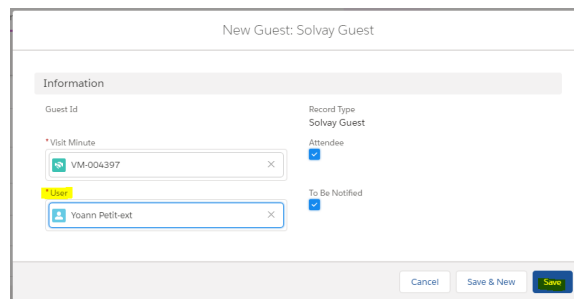 New Guest: Solvay Guest
Information
Guest Id
Record Type
Solvay Guest
*Visit Minute
VM-004397
Attendee
*User
Yoann Petit-ext
To Be Notified
Cancel
Save & New
Save